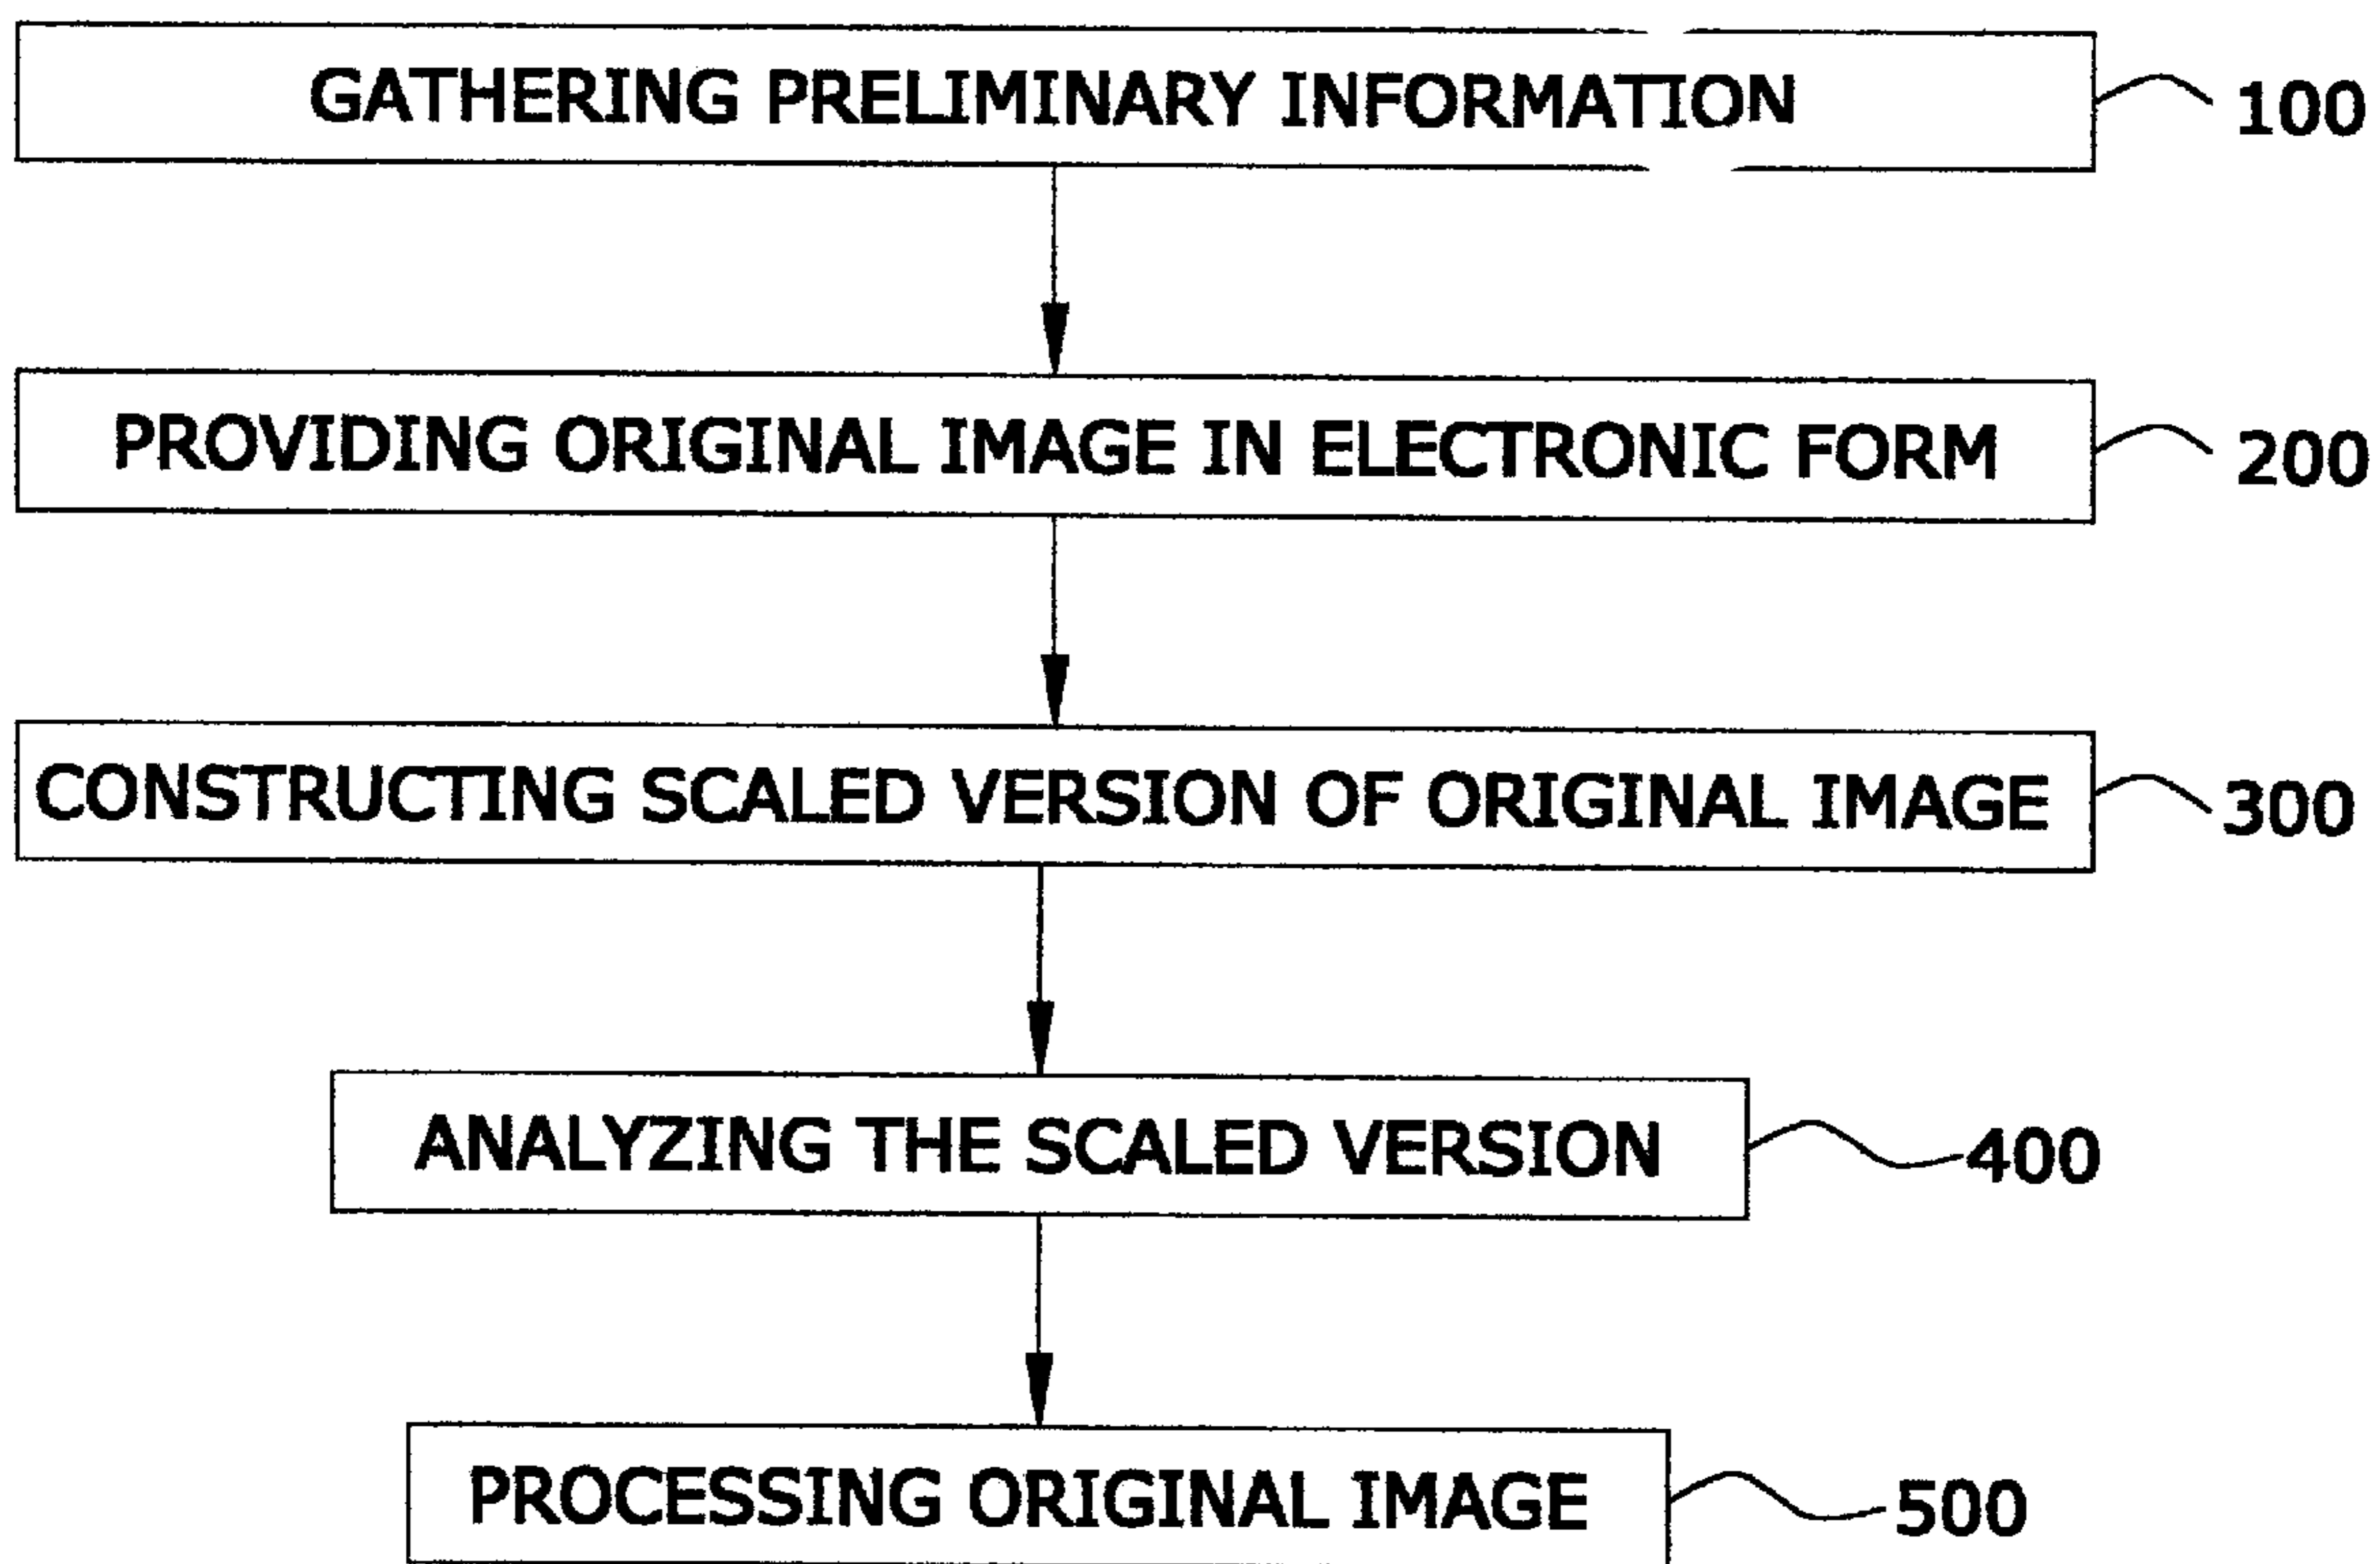 GATHERING PRELIMINARY INFORMATION 100
PROVIDING ORIGINAL IMAGE IN ELECTRONIC FORM 200
CONSTRUCTING SCALED VERSION OF ORIGINAL IMAGE 300
ANALYZING THE SCALED VERSION 400
PROCESSING ORIGINAL IMAGE 500